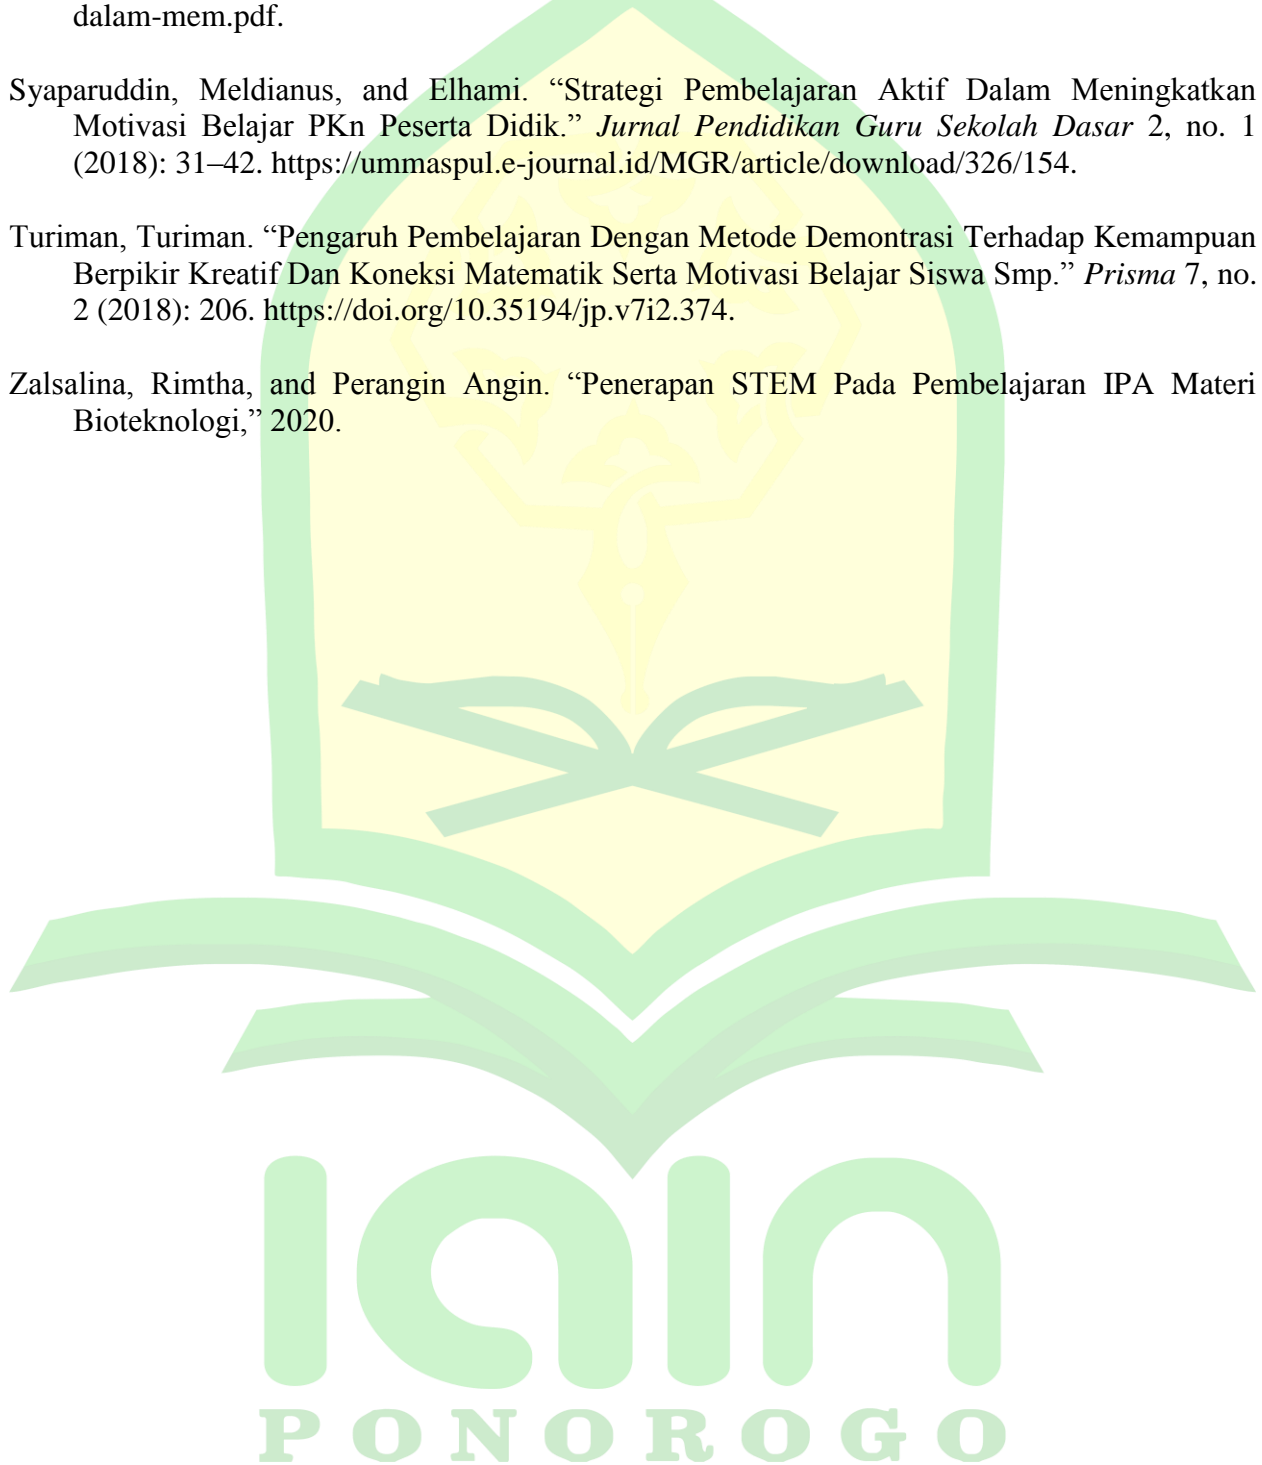 dalam-mem.pdf.
Syaparuddin, Meldianus, and Elhami. “Strategi Pembelajaran Aktif Dalam Meningkatkan
Motivasi Belajar PKn Peserta Didik.” Jurnal Pendidikan Guru Sekolah Dasar 2, no. 1
(2018): 31–42. https://ummaspul.e-journal.id/MGR/article/download/326/154.
Turiman, Turiman. “Pengaruh Pembelajaran Dengan Metode Demontrasi Terhadap Kemampuan
Berpikir Kreatif Dan Koneksi Matematik Serta Motivasi Belajar Siswa Smp.” Prisma 7, no.
2 (2018): 206. https://doi.org/10.35194/jp.v7i2.374.
Zalsalina, Rimtha, and Perangin Angin. “Penerapan STEM Pada Pembelajaran IPA Materi
Bioteknologi,” 2020.
iain
PONOROGO